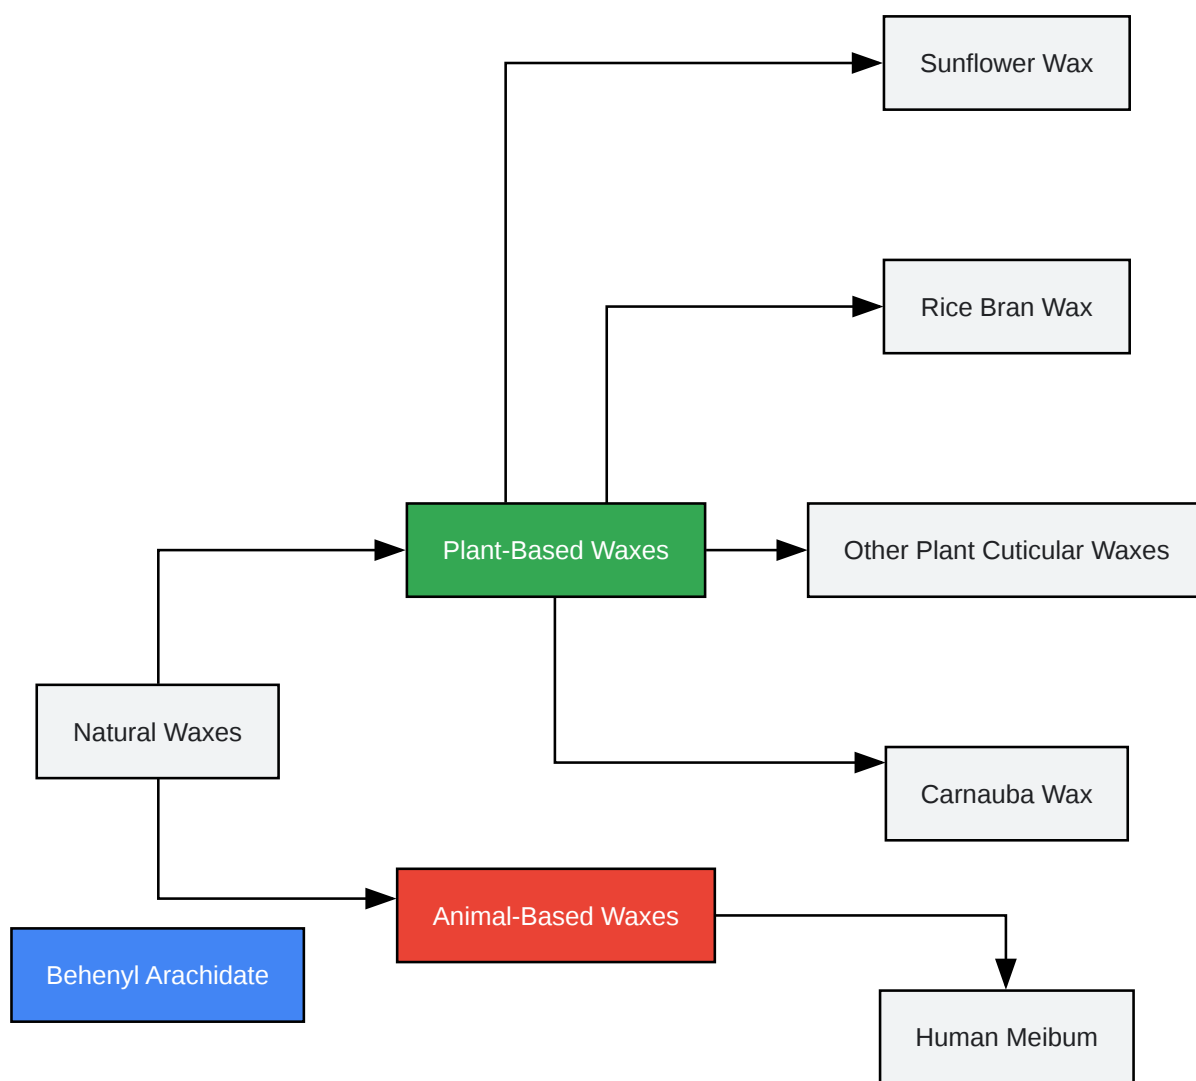 Sunflower Wax
Rice Bran Wax
Plant-Based Waxes
Other Plant Cuticular Waxes
Natural Waxes
Carnauba Wax
Animal-Based Waxes
Behenyl Arachidate
Human Meibum